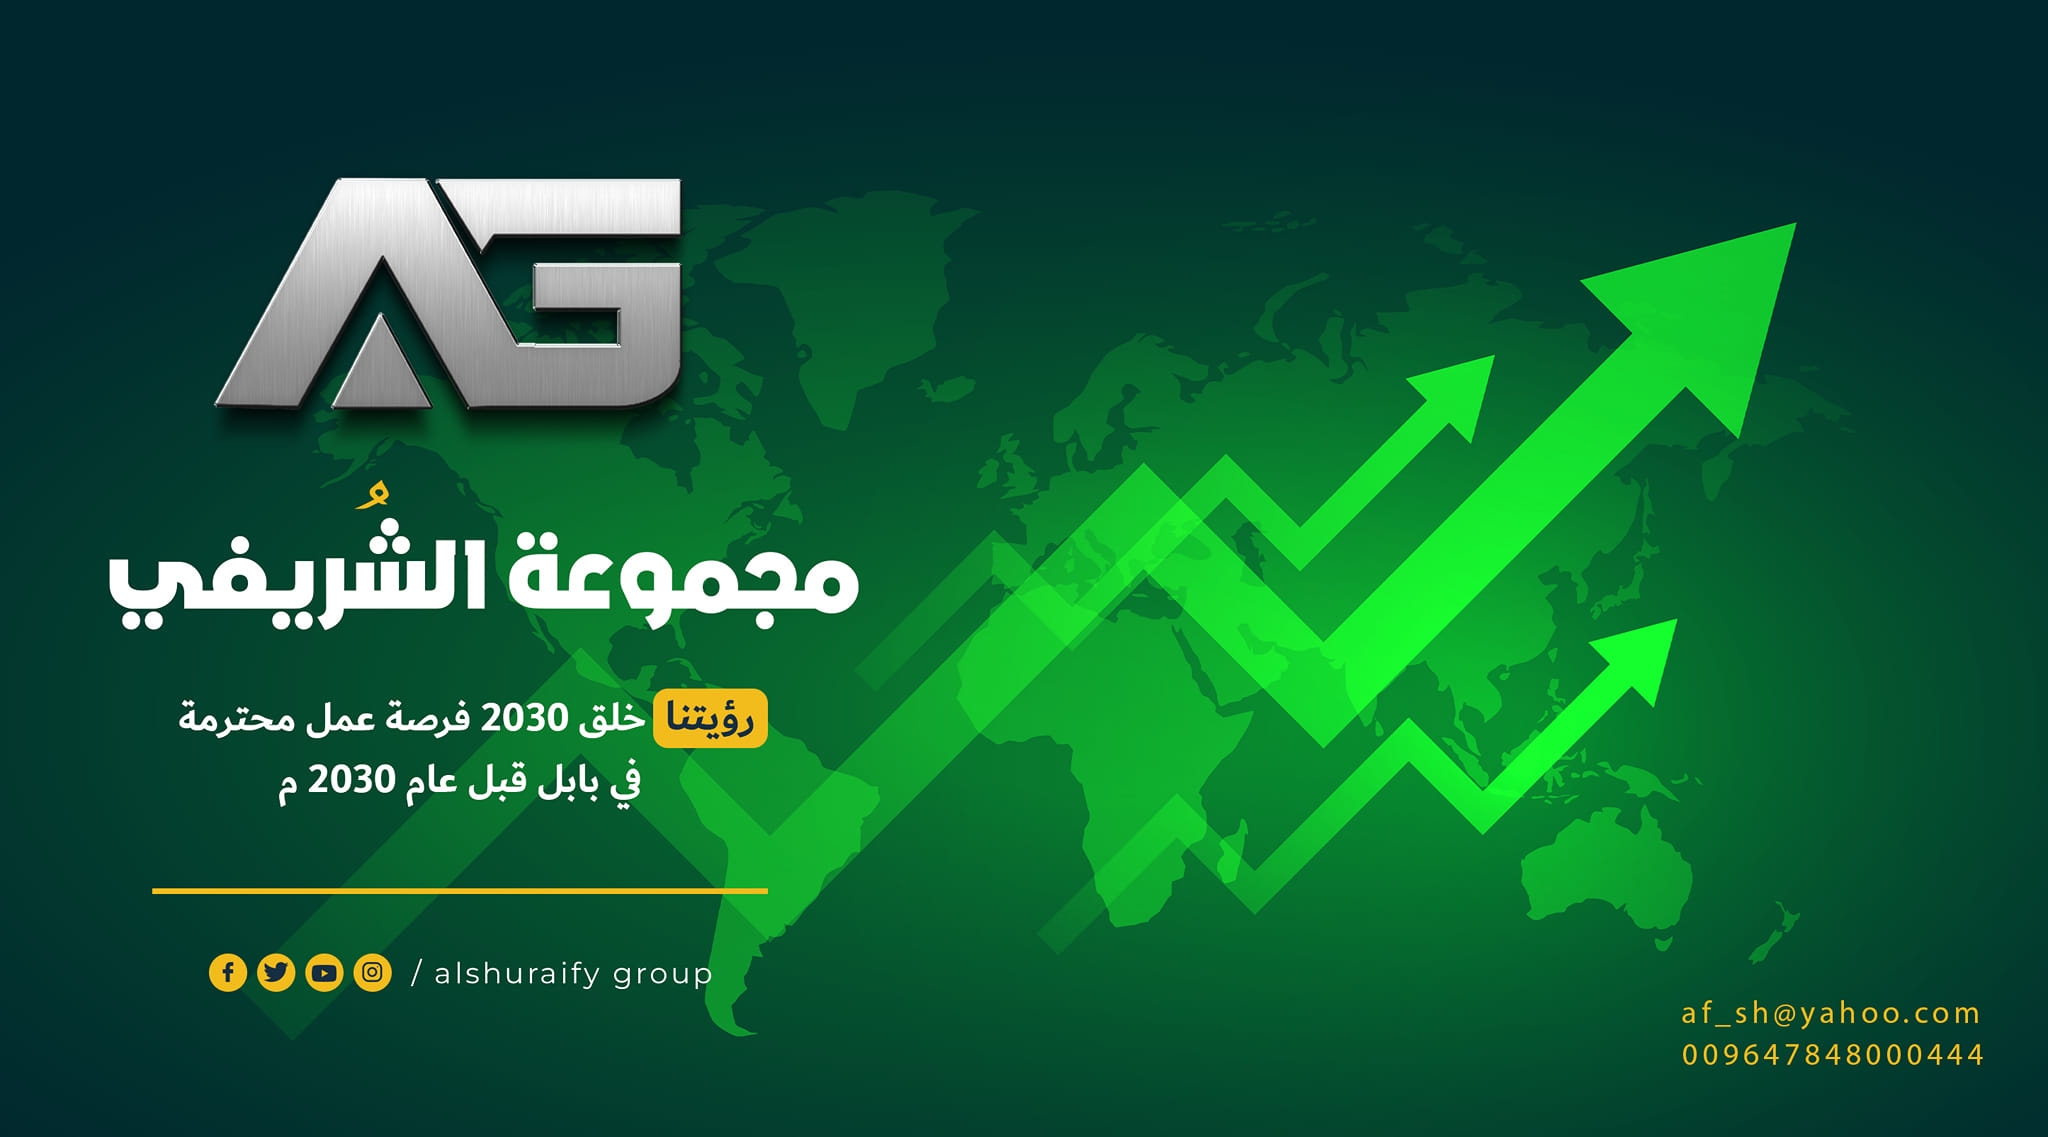 AG
مجموعة الشُريفي
رؤيتنا خلق 2030 فرصة عمل محترمة
في بابل قبل عام 2030 م
/ alshuraify group
af_sh@yahoo.com
009647848000444